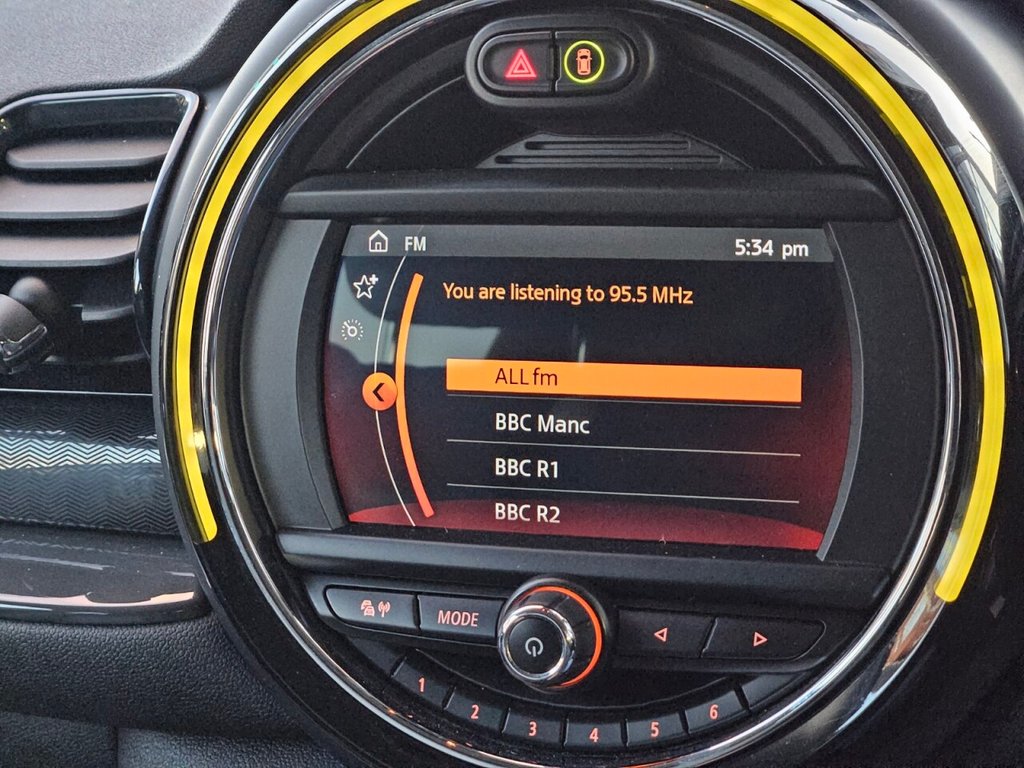 FM 5:34 pm
You are listening to 95.5 MHz
ALL fm
BBC Manc
BBC R1
BBC R2
MODE
1 2 3 4 5 6